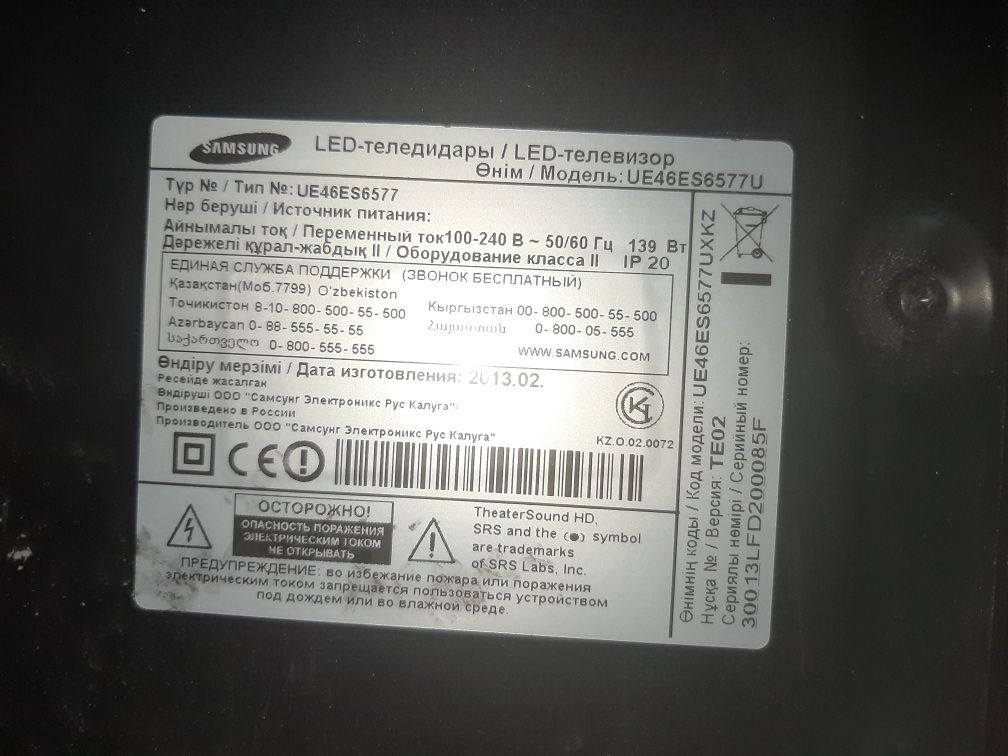 SAMSUNG
LED-теледидары / LED-телевизор
Өнім / Модель: UE46ES6577U
Түр № / Тип №: UE46ES6577
Нәр беруші / Источник питания:
Айнымалы ток / Переменный ток100-240 В ~ 50/60 Гц 139 Вт
Дәрежелі құрал-жабдық II / Оборудование класса II IP 20
ЕДИНАЯ СЛУЖБА ПОДДЕРЖКИ (ЗВОНОК БЕСПЛАТНЫЙ)
Қазақстан(Моб.7799) O'zbekiston
Точикистон 8-10-800-500-55-500 Кыргызстан 00-800-500-55-500
Azərbaycan 0-88-555-55-55 Հայաստան 0-800-05-555
საქართველო 0-800-555-555 WWW.SAMSUNG.COM
Өндіру мерзімі / Дата изготовления: 2013.02.
Ресейде жасалған
Өндіруші ООО "Самсунг Электроникс Рус Калуга"/
Произведено в России
Производитель ООО "Самсунг Электроникс Рус Калуга"
KZ.O.02.0072
CE
ОСТОРОЖНО!
ОПАСНОСТЬ ПОРАЖЕНИЯ
ЭЛЕКТРИЧЕСКИМ ТОКОМ
НЕ ОТКРЫВАТЬ
TheaterSound HD,
SRS and the (●) symbol
are trademarks
of SRS Labs, Inc.
ПРЕДУПРЕЖДЕНИЕ: во избежание пожара или поражения
электрическим током запрещается пользоваться устройством
под дождем или во влажной среде.
Өнімнің коды / Код модели: UE46ES6577UXKZ
Нұсқа № / Версия: TE02
Сериялы нөмірі / Серийный номер:
30013LFD200085F